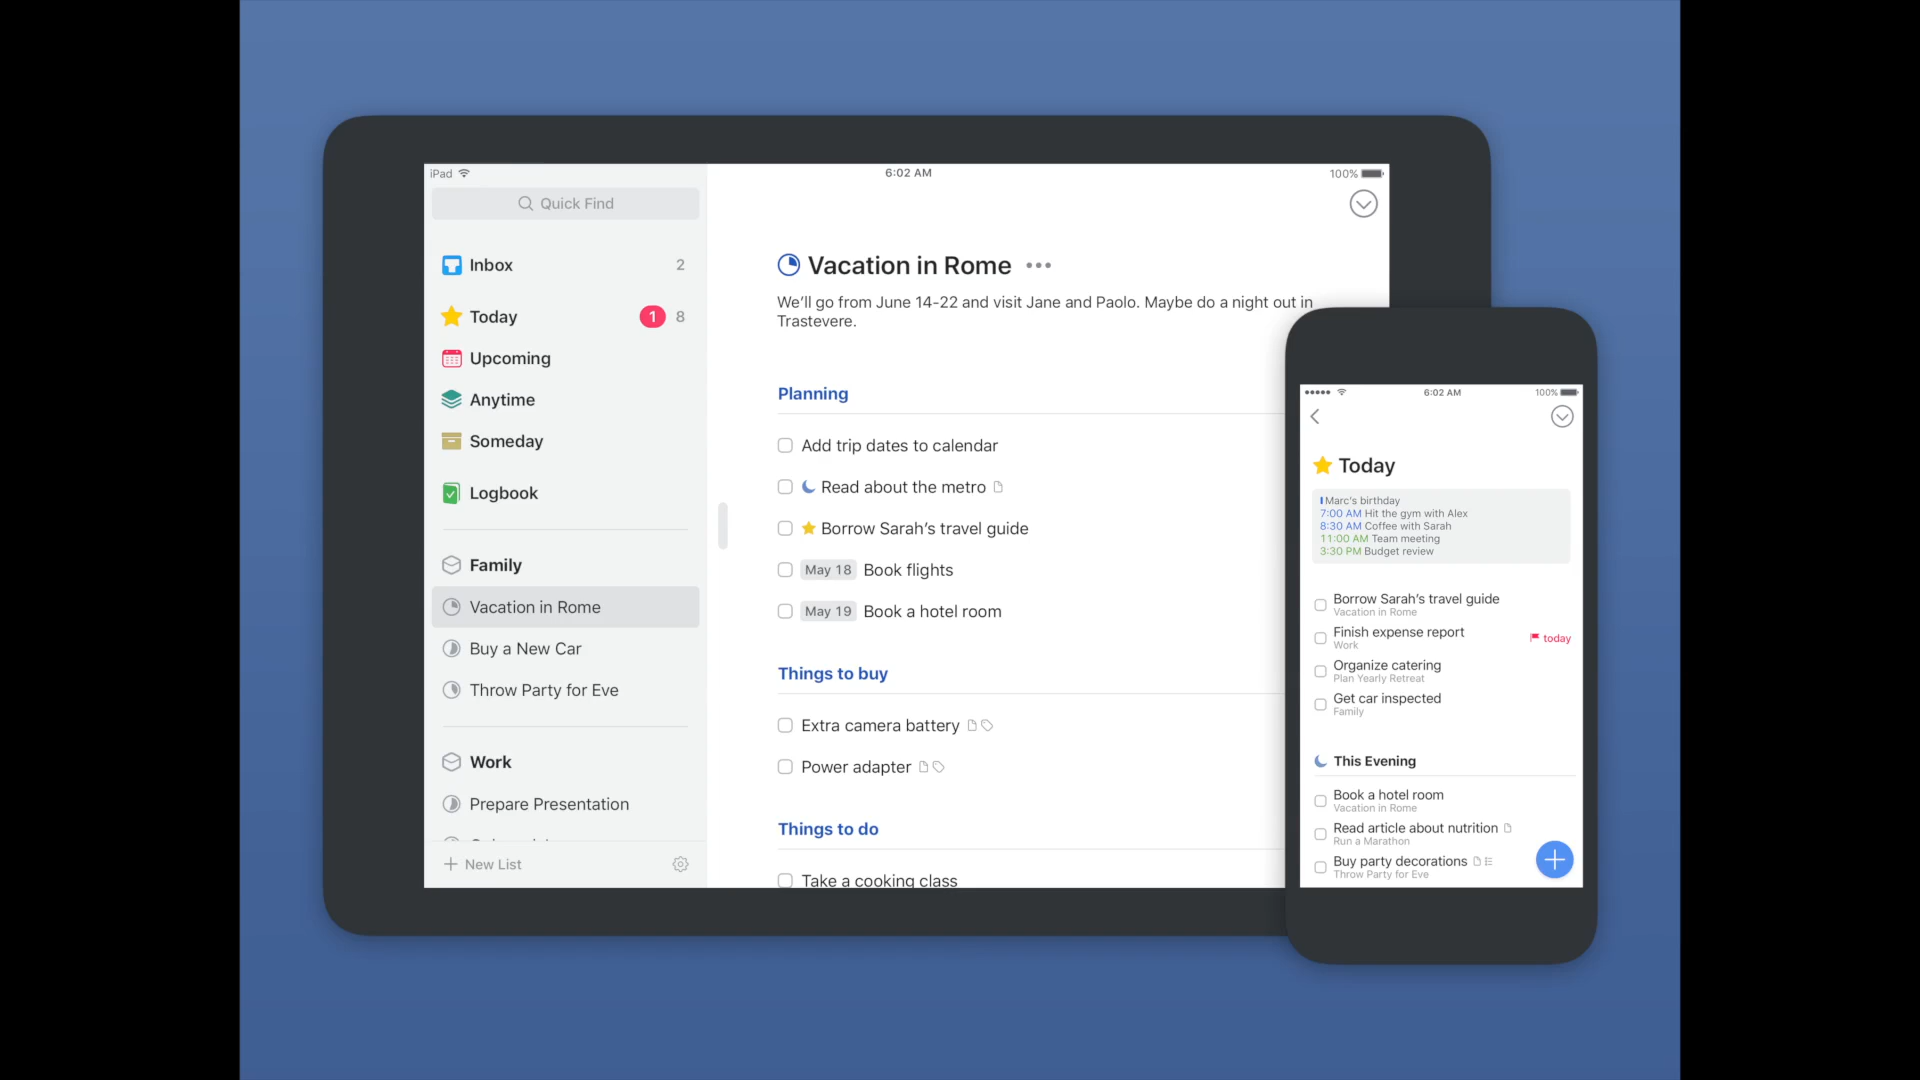 iPad
6:02 AM
100%
Quick Find
Inbox 2
Today 1 8
Upcoming
Anytime
Someday
Logbook
Family
Vacation in Rome
Buy a New Car
Throw Party for Eve
Work
Prepare Presentation
New List
Vacation in Rome
We’ll go from June 14-22 and visit Jane and Paolo. Maybe do a night out in
Trastevere.
Planning
Add trip dates to calendar
Read about the metro
Borrow Sarah’s travel guide
May 18 Book flights
May 19 Book a hotel room
Things to buy
Extra camera battery
Power adapter
Things to do
Take a cooking class
6:02 AM
100%
Today
Marc’s birthday
7:00 AM Hit the gym with Alex
8:30 AM Coffee with Sarah
11:00 AM Team meeting
3:30 PM Budget review
Borrow Sarah’s travel guide
Vacation in Rome
Finish expense report
Work
today
Organize catering
Plan Yearly Retreat
Get car inspected
Family
This Evening
Book a hotel room
Vacation in Rome
Read article about nutrition
Run a Marathon
Buy party decorations
Throw Party for Eve